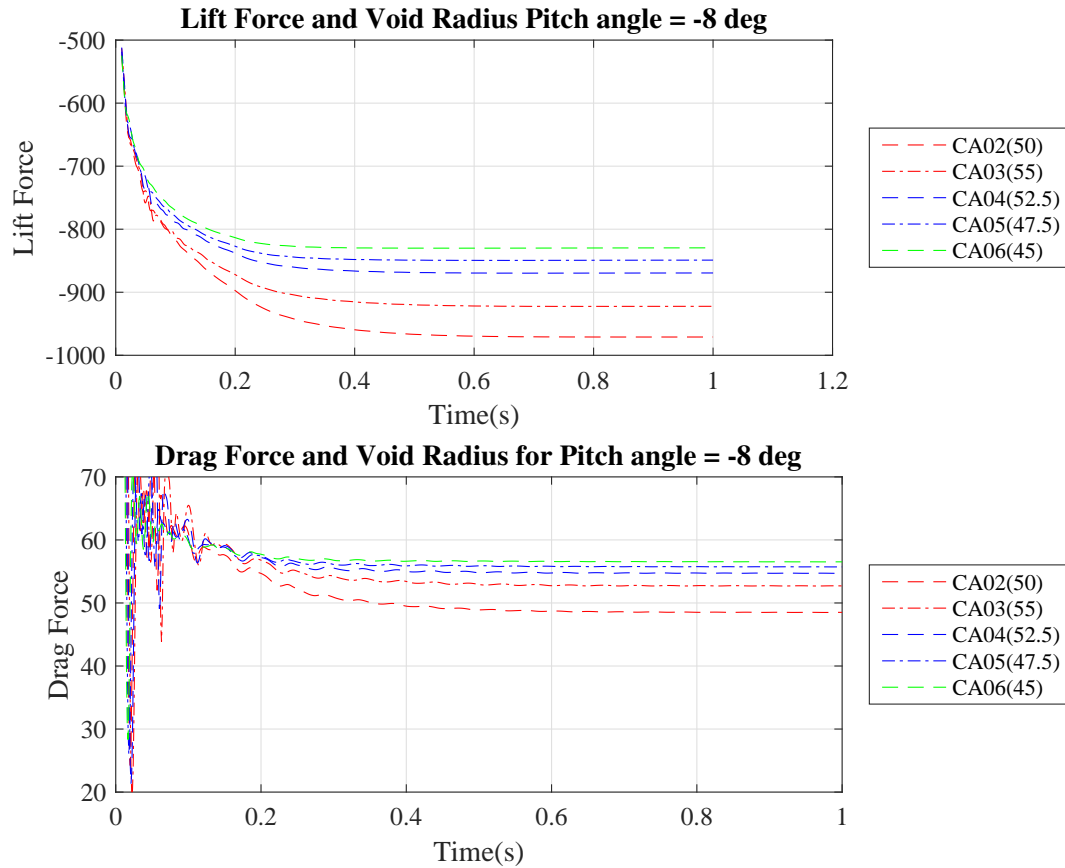 Lift Force and Void Radius Pitch angle = -8 deg
-500
-600
-700
-800
-900
-1000
Lift Force
0 0.2 0.4 0.6 0.8 1 1.2
Time(s)
CA02(50)
CA03(55)
CA04(52.5)
CA05(47.5)
CA06(45)
Drag Force and Void Radius for Pitch angle = -8 deg
70
60
50
40
30
20
Drag Force
0 0.2 0.4 0.6 0.8 1
Time(s)
CA02(50)
CA03(55)
CA04(52.5)
CA05(47.5)
CA06(45)